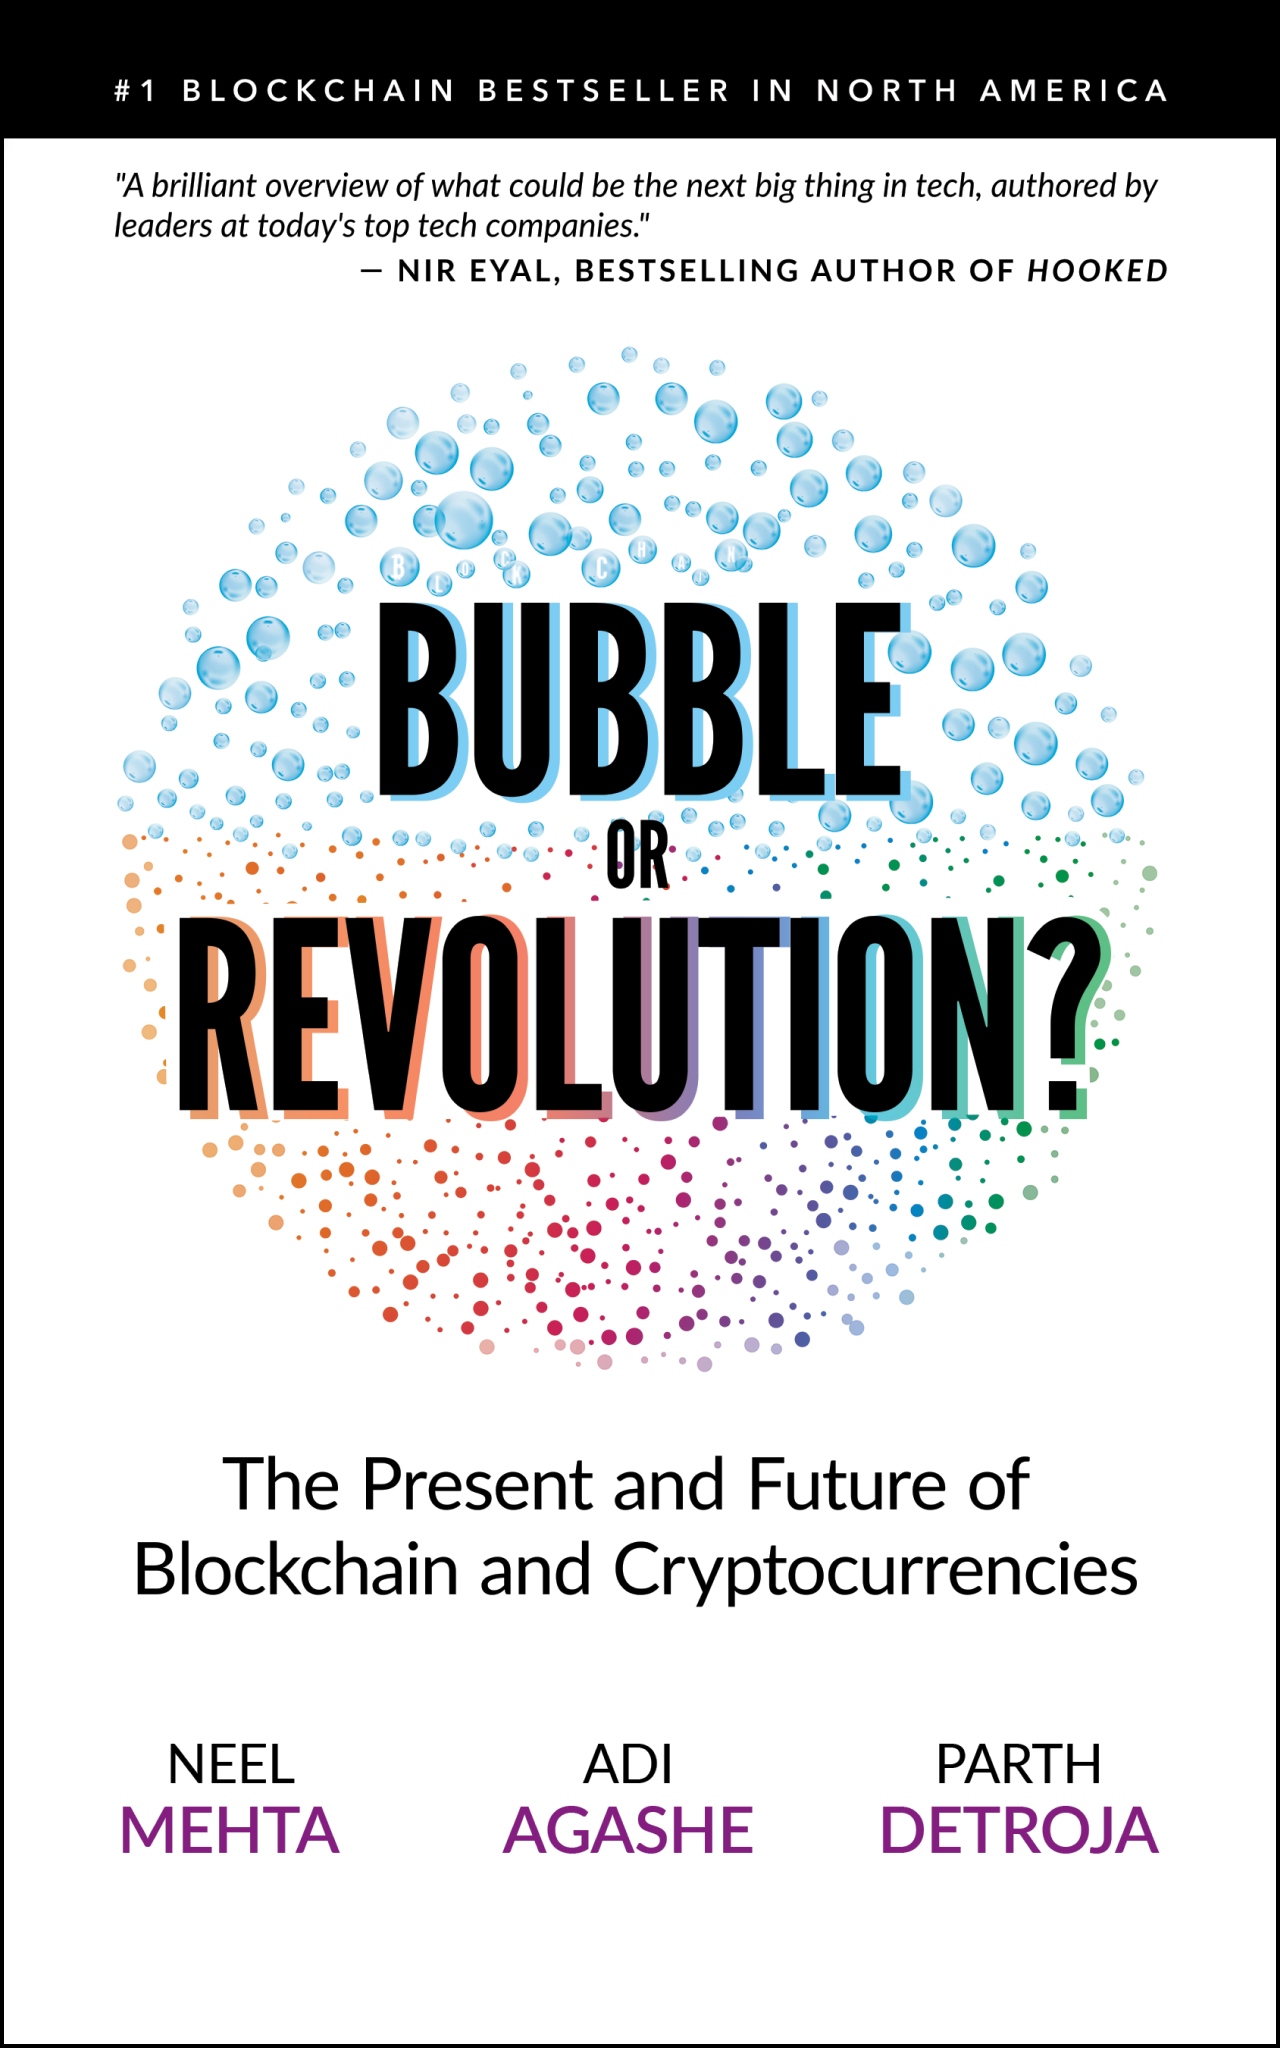 #1 BLOCKCHAIN BESTSELLER IN NORTH AMERICA
"A brilliant overview of what could be the next big thing in tech, authored by
leaders at today's top tech companies."
— NIR EYAL, BESTSELLING AUTHOR OF HOOKED
BLOCK CHAIN
BUBBLE
OR
REVOLUTION?
The Present and Future of
Blockchain and Cryptocurrencies
NEEL ADI PARTH
MEHTA AGASHE DETROJA